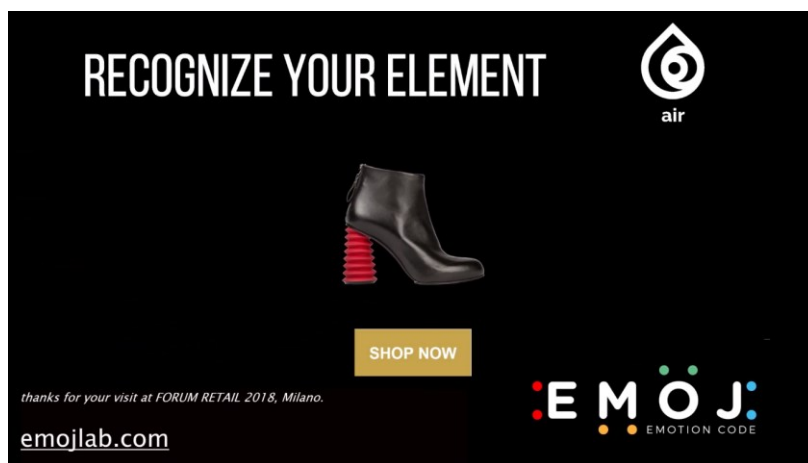 RECOGNIZE YOUR ELEMENT
air
SHOP NOW
thanks for your visit at FORUM RETAIL 2018, Milano.
emojlab.com
:EMÖJ:
EMOTION CODE